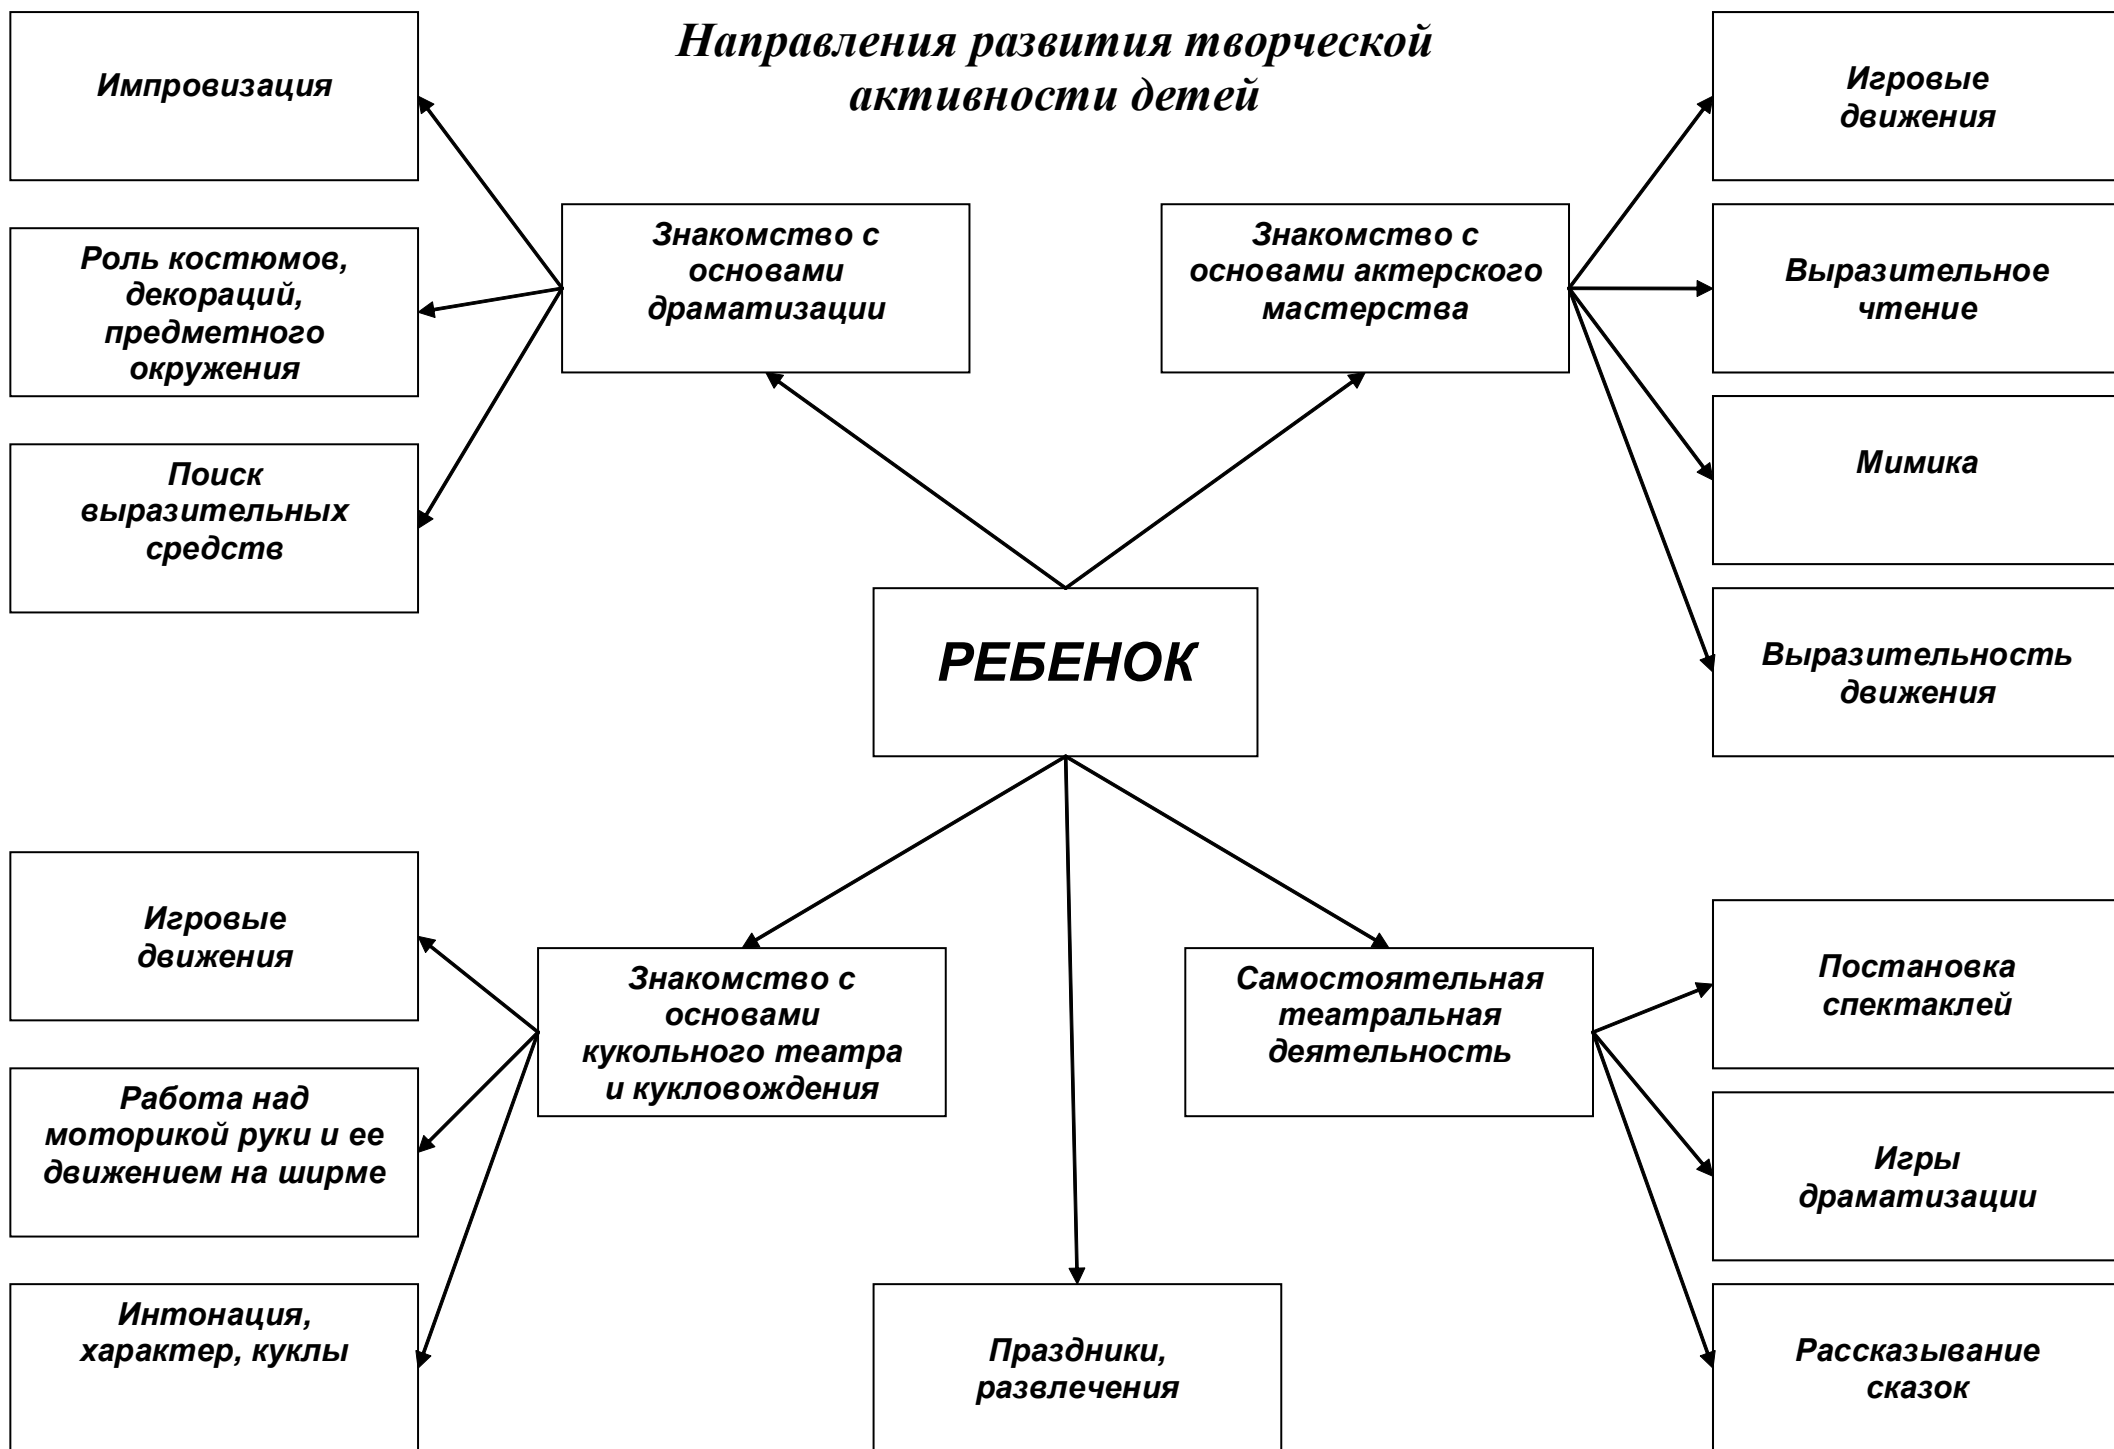 Направления развития творческой
активности детей
Импровизация
Роль костюмов,
декораций,
предметного
окружения
Поиск
выразительных
средств
Знакомство с
основами
драматизации
Знакомство с
основами актерского
мастерства
Игровые
движения
Выразительное
чтение
Мимика
Выразительность
движения
РЕБЕНОК
Игровые
движения
Работа над
моторикой руки и ее
движением на ширме
Интонация,
характер, куклы
Знакомство с
основами
кукольного театра
и кукловождения
Праздники,
развлечения
Самостоятельная
театральная
деятельность
Постановка
спектаклей
Игры
драматизации
Рассказывание
сказок